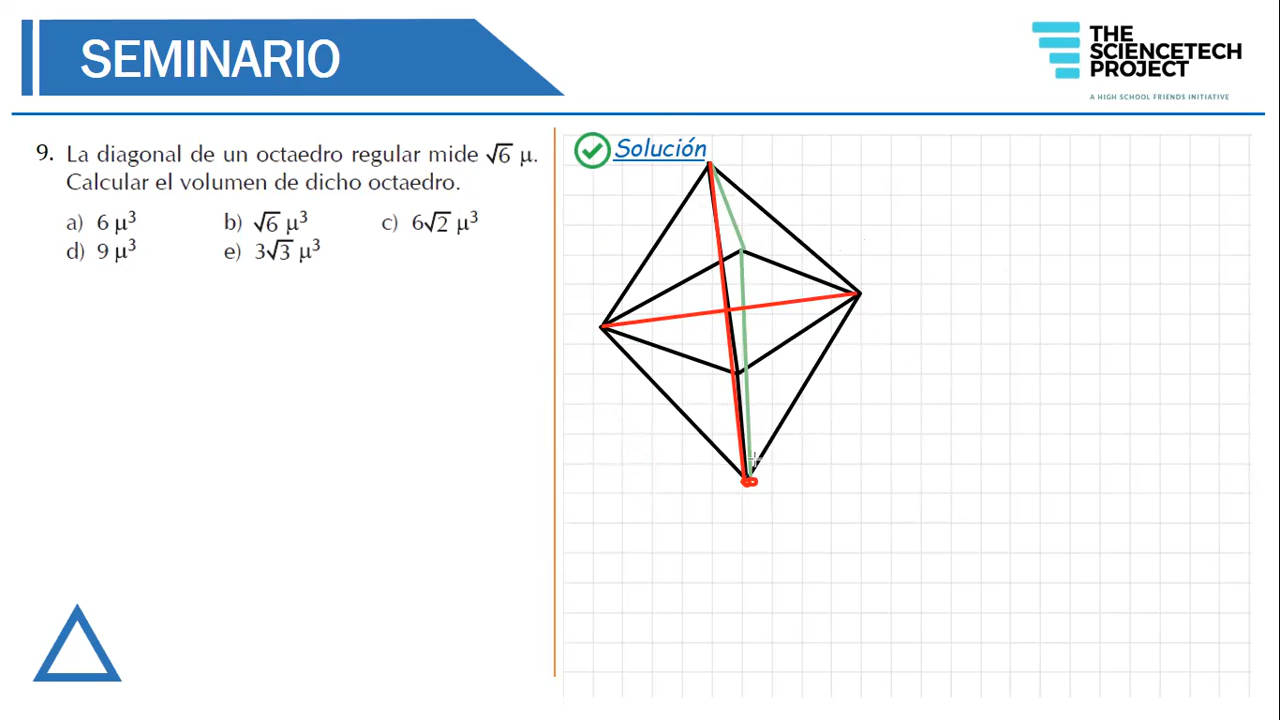 SEMINARIO
THE
SCIENCETECH
PROJECT
A HIGH SCHOOL FRIENDS INITIATIVE
9. La diagonal de un octaedro regular mide √6 μ.
Calcular el volumen de dicho octaedro.
a) 6 μ³ b) √6 μ³ c) 6√2 μ³
d) 9 μ³ e) 3√3 μ³
Solución